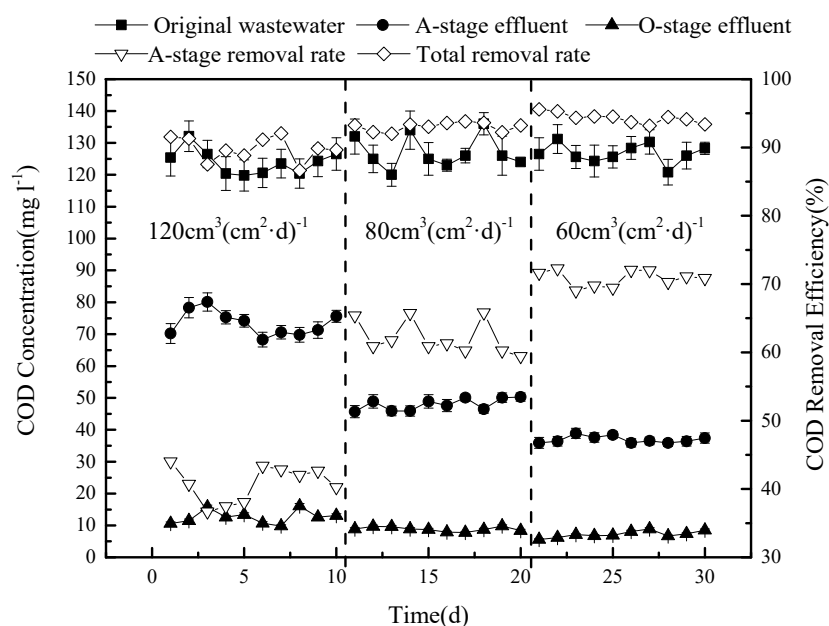 Original wastewater A-stage effluent O-stage effluent
A-stage removal rate Total removal rate
150 100
140
130 90
120
110 80
120cm³(cm²·d)⁻¹ 80cm³(cm²·d)⁻¹ 60cm³(cm²·d)⁻¹
100
90 70
80
70 60
60
50 50
40
30 40
20
10
0 30
0 5 10 15 20 25 30
Time(d)
COD Concentration(mg l⁻¹)
COD Removal Efficiency(%)